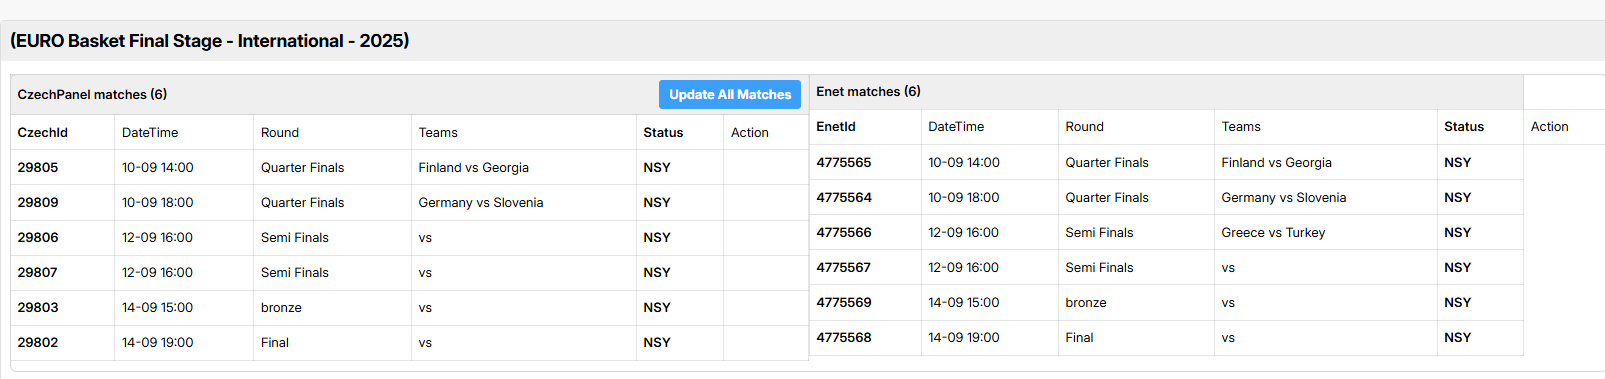 (EURO Basket Final Stage - International - 2025)
CzechPanel matches (6) Update All Matches
CzechId DateTime Round Teams Status Action
29805 10-09 14:00 Quarter Finals Finland vs Georgia NSY
29809 10-09 18:00 Quarter Finals Germany vs Slovenia NSY
29806 12-09 16:00 Semi Finals vs NSY
29807 12-09 16:00 Semi Finals vs NSY
29803 14-09 15:00 bronze vs NSY
29802 14-09 19:00 Final vs NSY
Enet matches (6)
EnetId DateTime Round Teams Status Action
4775565 10-09 14:00 Quarter Finals Finland vs Georgia NSY
4775564 10-09 18:00 Quarter Finals Germany vs Slovenia NSY
4775566 12-09 16:00 Semi Finals Greece vs Turkey NSY
4775567 12-09 16:00 Semi Finals vs NSY
4775569 14-09 15:00 bronze vs NSY
4775568 14-09 19:00 Final vs NSY